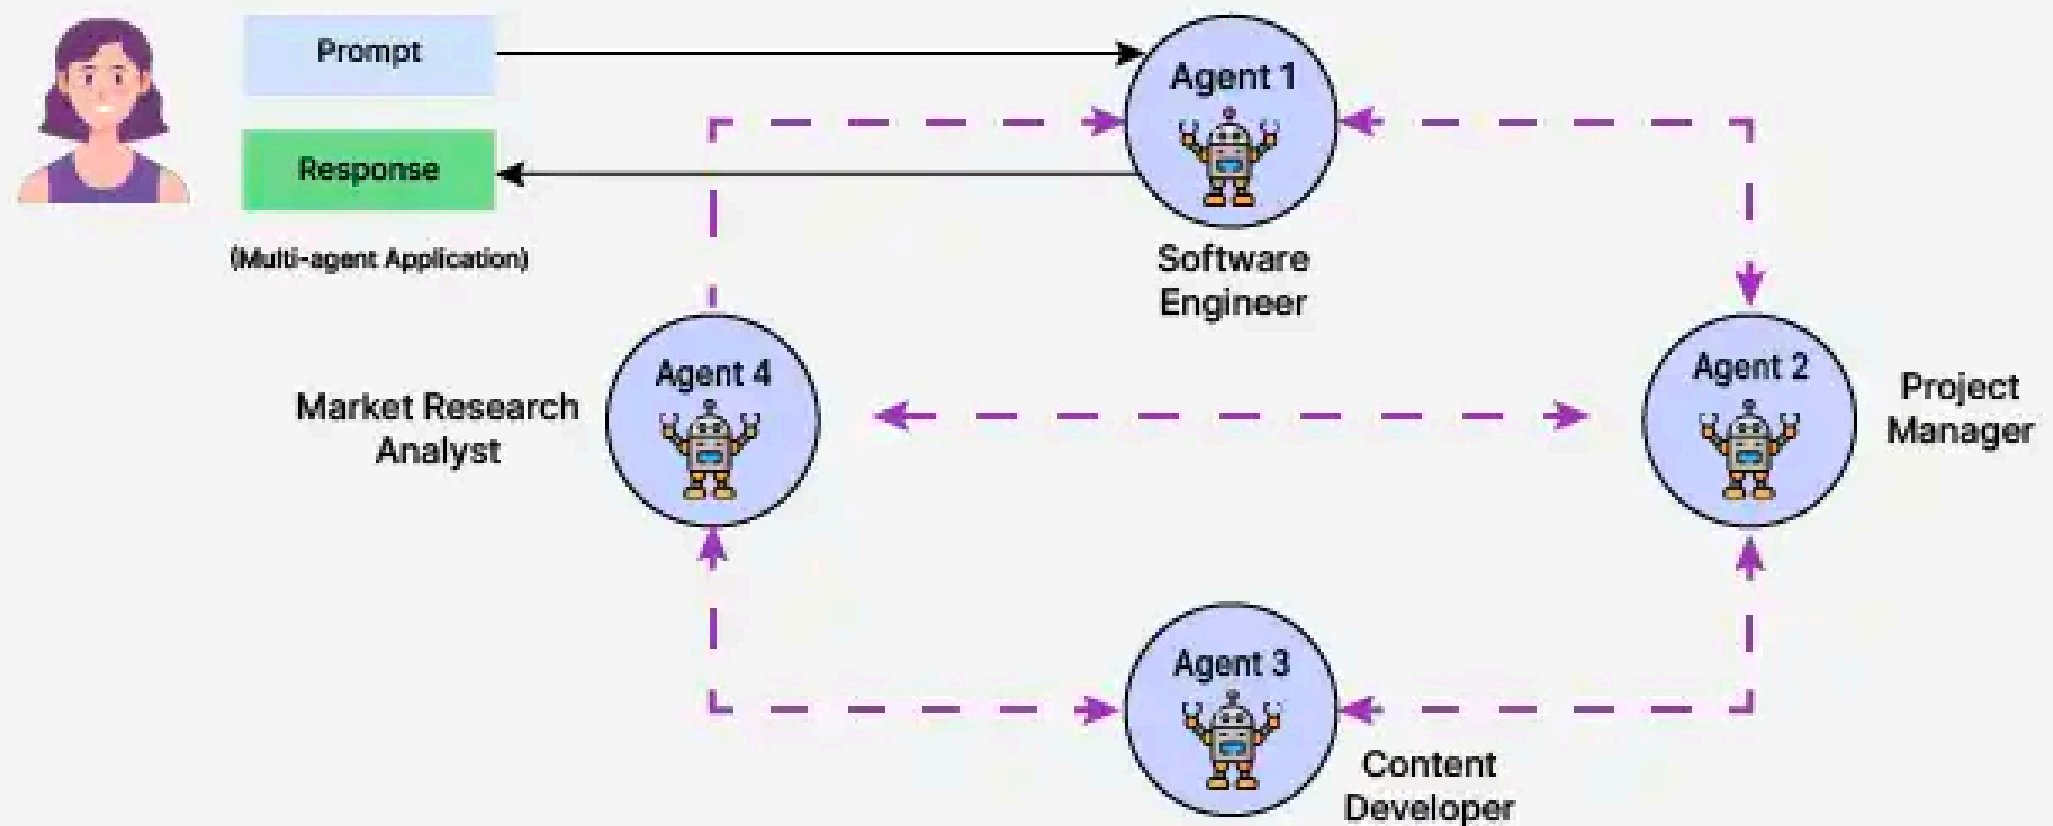 Prompt
Agent 1
Response
(Multi-agent Application)
Software
Engineer
Agent 4
Market Research
Analyst
Agent 2
Project
Manager
Agent 3
Content
Developer